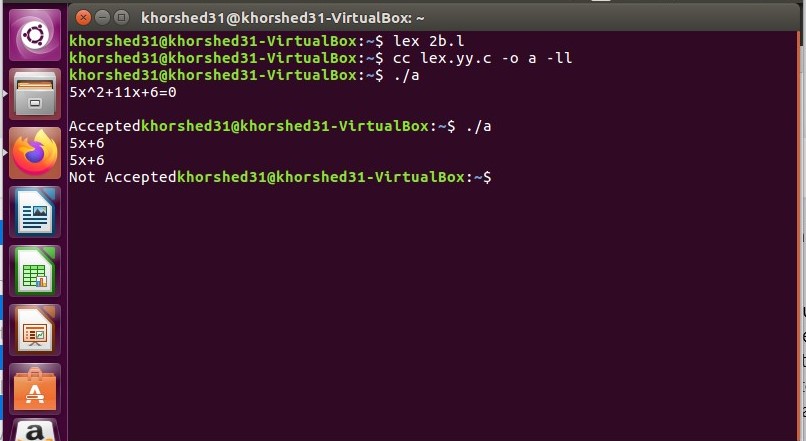 khorshed31@khorshed31-VirtualBox: ~
khorshed31@khorshed31-VirtualBox:~$ lex 2b.l
khorshed31@khorshed31-VirtualBox:~$ cc lex.yy.c -o a -ll
khorshed31@khorshed31-VirtualBox:~$ ./a
5x^2+11x+6=0
Acceptedkhorshed31@khorshed31-VirtualBox:~$ ./a
5x+6
5x+6
Not Acceptedkhorshed31@khorshed31-VirtualBox:~$